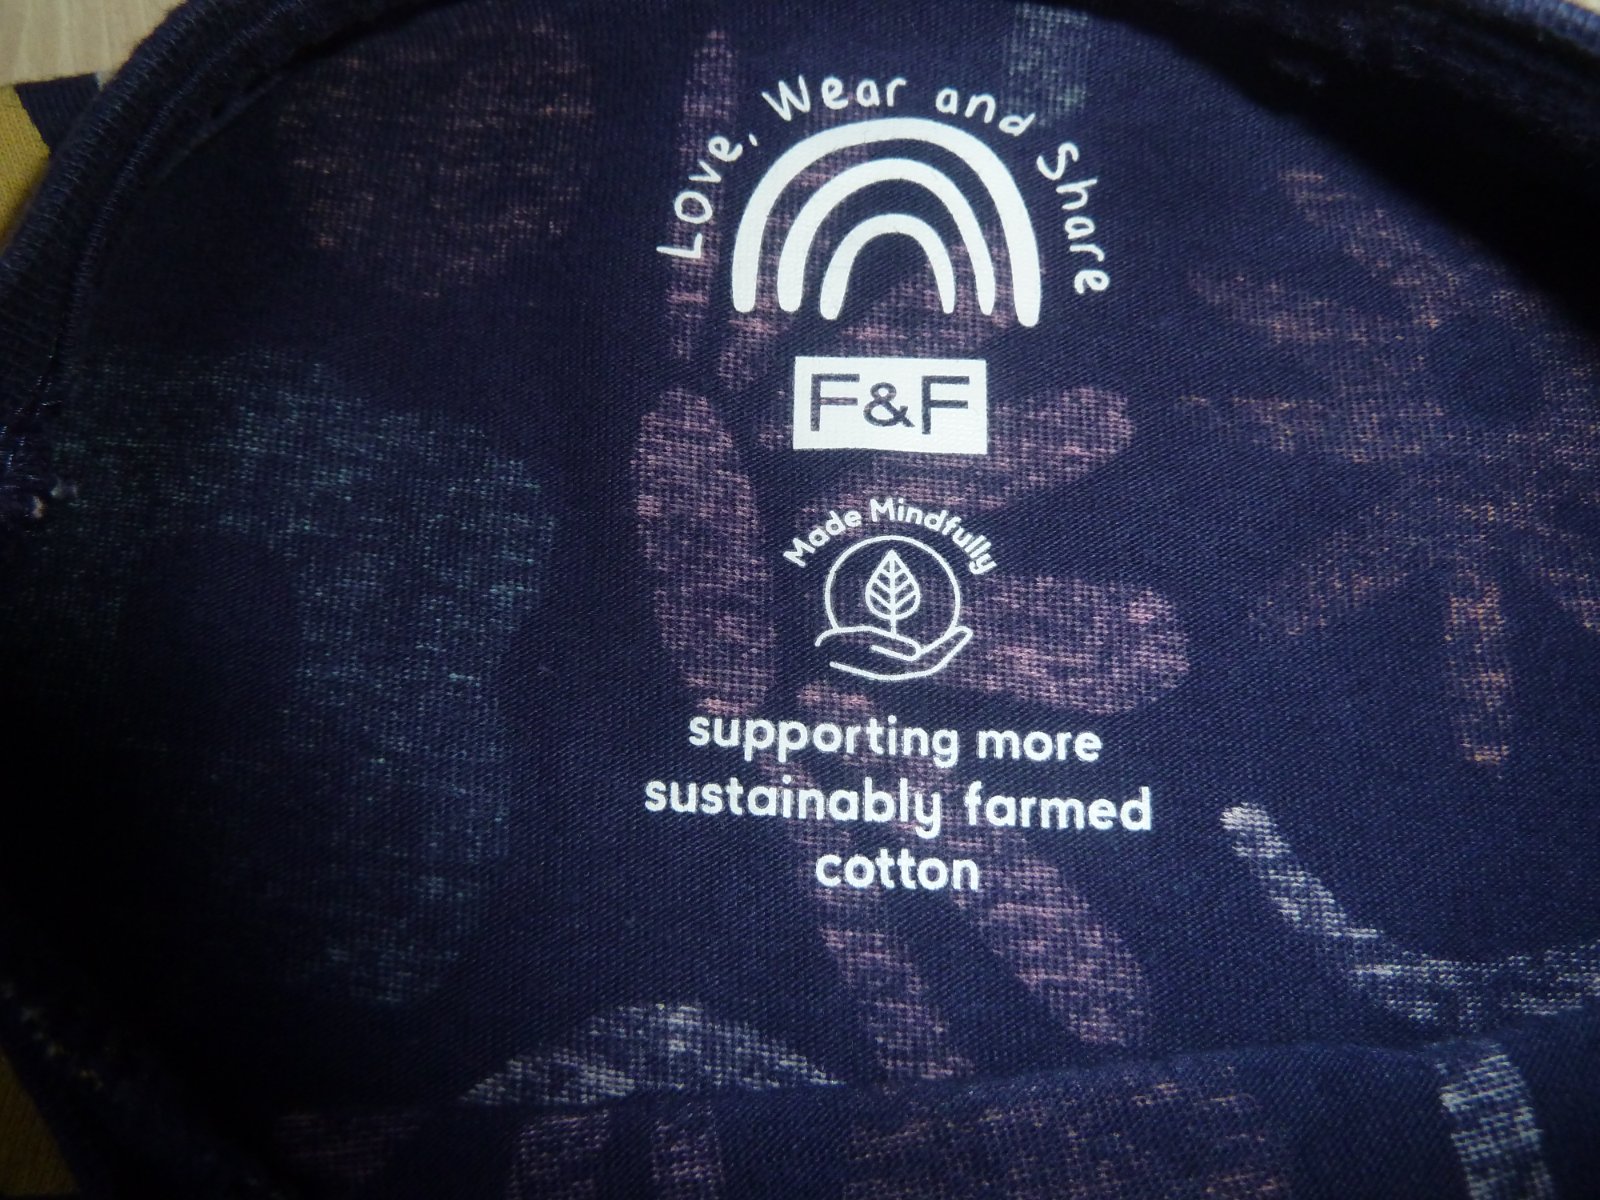 Love, Wear and Share
F&F
Made Mindfully
supporting more
sustainably farmed
cotton